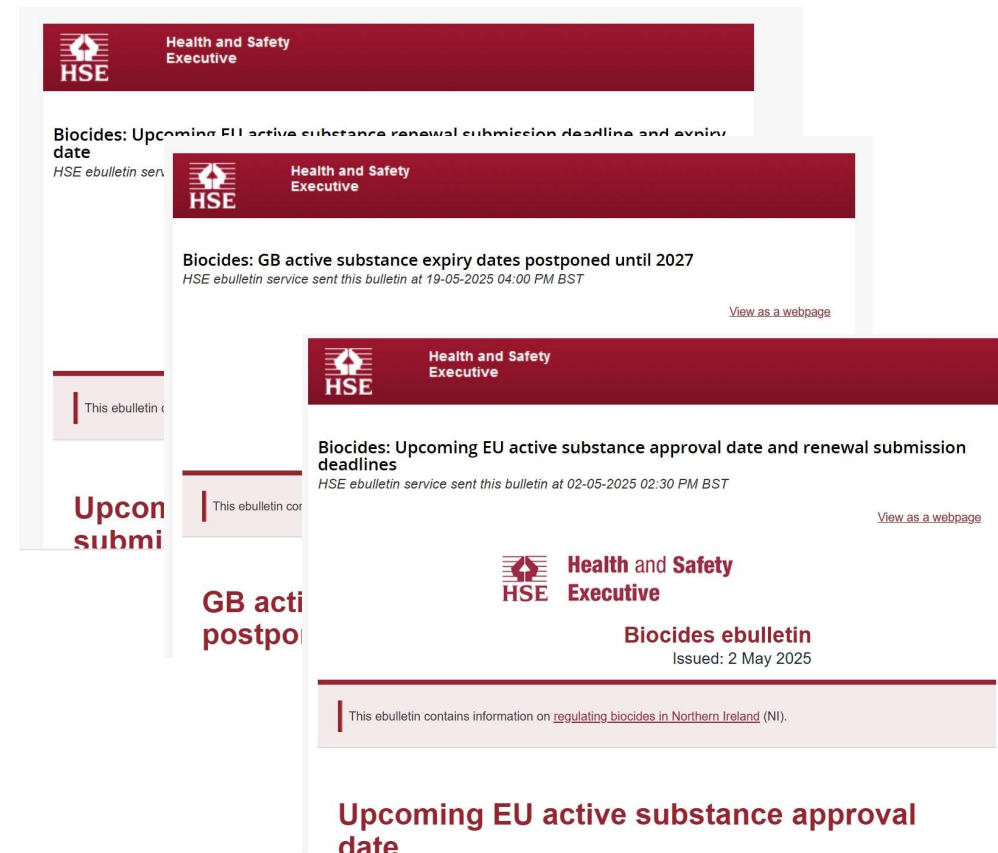 HSE
Health and Safety
Executive
Biocides: Upcoming EU active substance renewal submission deadline and expiry
date
HSE ebulletin serv
This ebulletin
Upcom
submi
HSE
Health and Safety
Executive
Biocides: GB active substance expiry dates postponed until 2027
HSE ebulletin service sent this bulletin at 19-05-2025 04:00 PM BST
View as a webpage
This ebulletin con
GB acti
postpo
HSE
Health and Safety
Executive
Biocides: Upcoming EU active substance approval date and renewal submission
deadlines
HSE ebulletin service sent this bulletin at 02-05-2025 02:30 PM BST
View as a webpage
HSE
Health and Safety
Executive
Biocides ebulletin
Issued: 2 May 2025
This ebulletin contains information on regulating biocides in Northern Ireland (NI).
Upcoming EU active substance approval
date